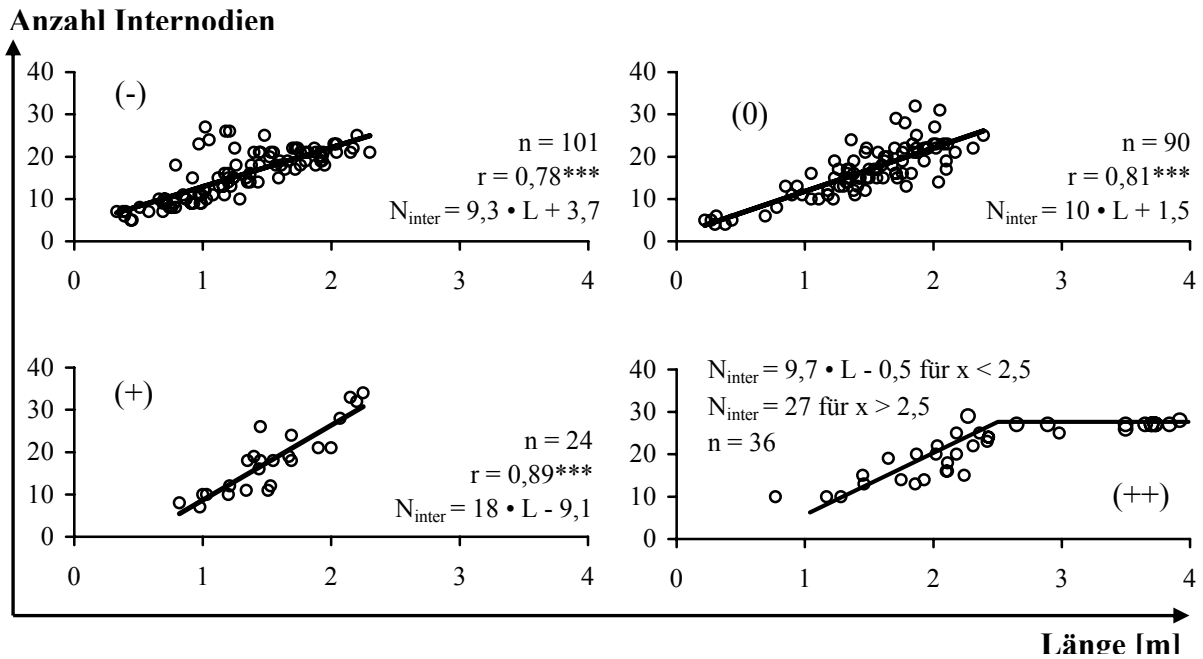 Anzahl Internodien
40
30
20
10
0
(-)
n = 101
r = 0,78***
N_inter = 9,3 • L + 3,7
0 1 2 3 4
40
30
20
10
0
(0)
n = 90
r = 0,81***
N_inter = 10 • L + 1,5
0 1 2 3 4
40
30
20
10
0
(+)
n = 24
r = 0,89***
N_inter = 18 • L - 9,1
0 1 2 3 4
40
30
20
10
0
N_inter = 9,7 • L - 0,5 für x < 2,5
N_inter = 27 für x > 2,5
n = 36
(++)
0 1 2 3 4
Länge [m]